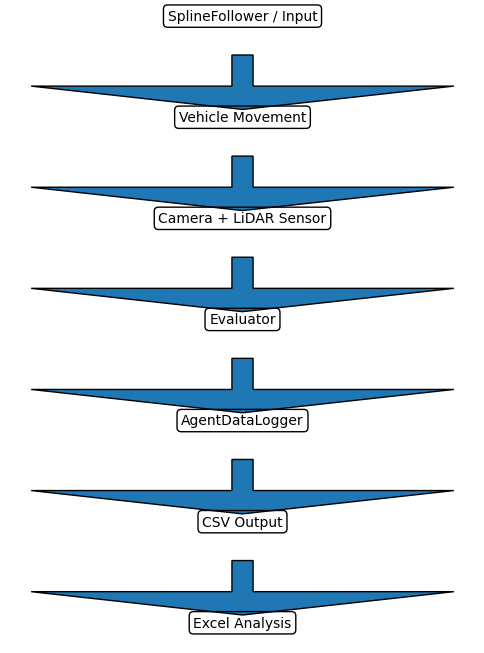 SplineFollower / Input
Vehicle Movement
Camera + LiDAR Sensor
Evaluator
AgentDataLogger
CSV Output
Excel Analysis